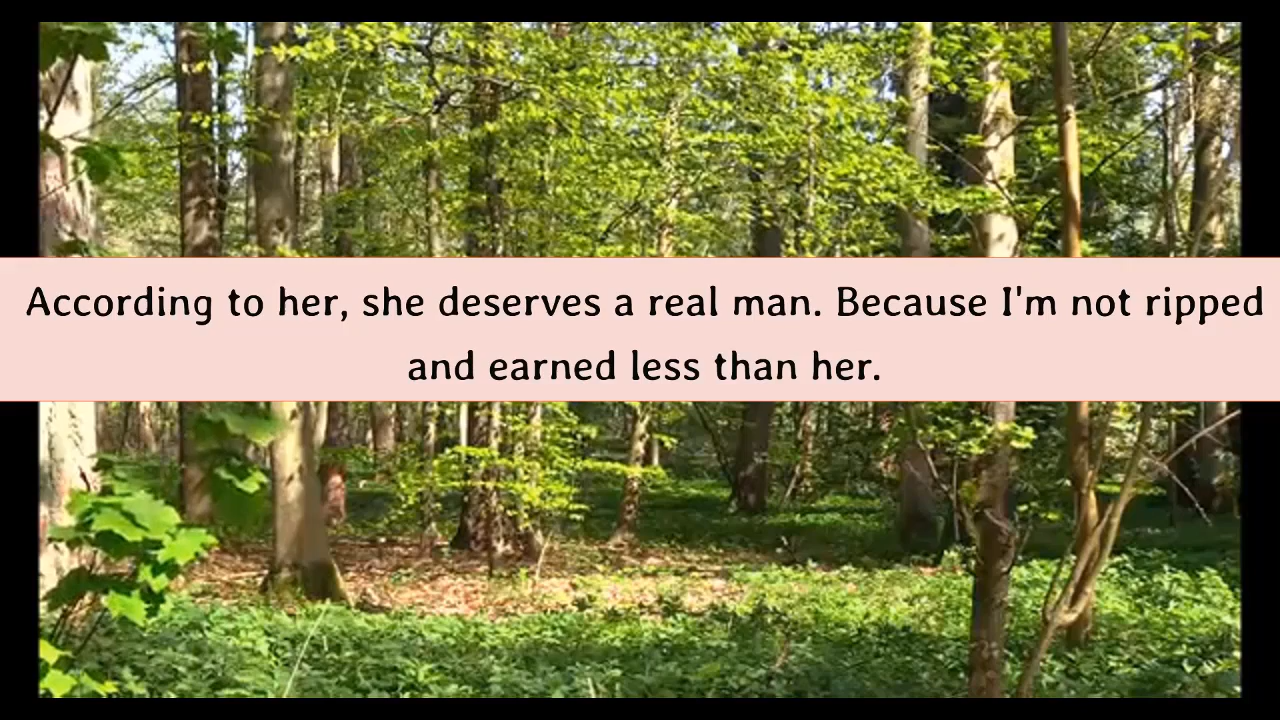 According to her, she deserves a real man. Because I'm not ripped
and earned less than her.